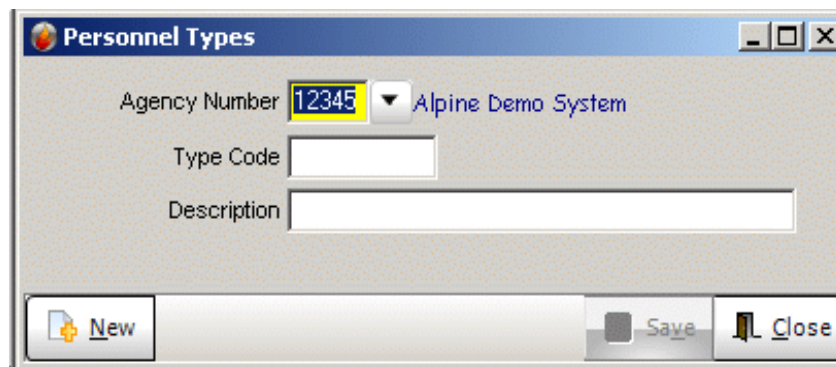 Personnel Types
Agency Number 12345 Alpine Demo System
Type Code
Description
New Save Close